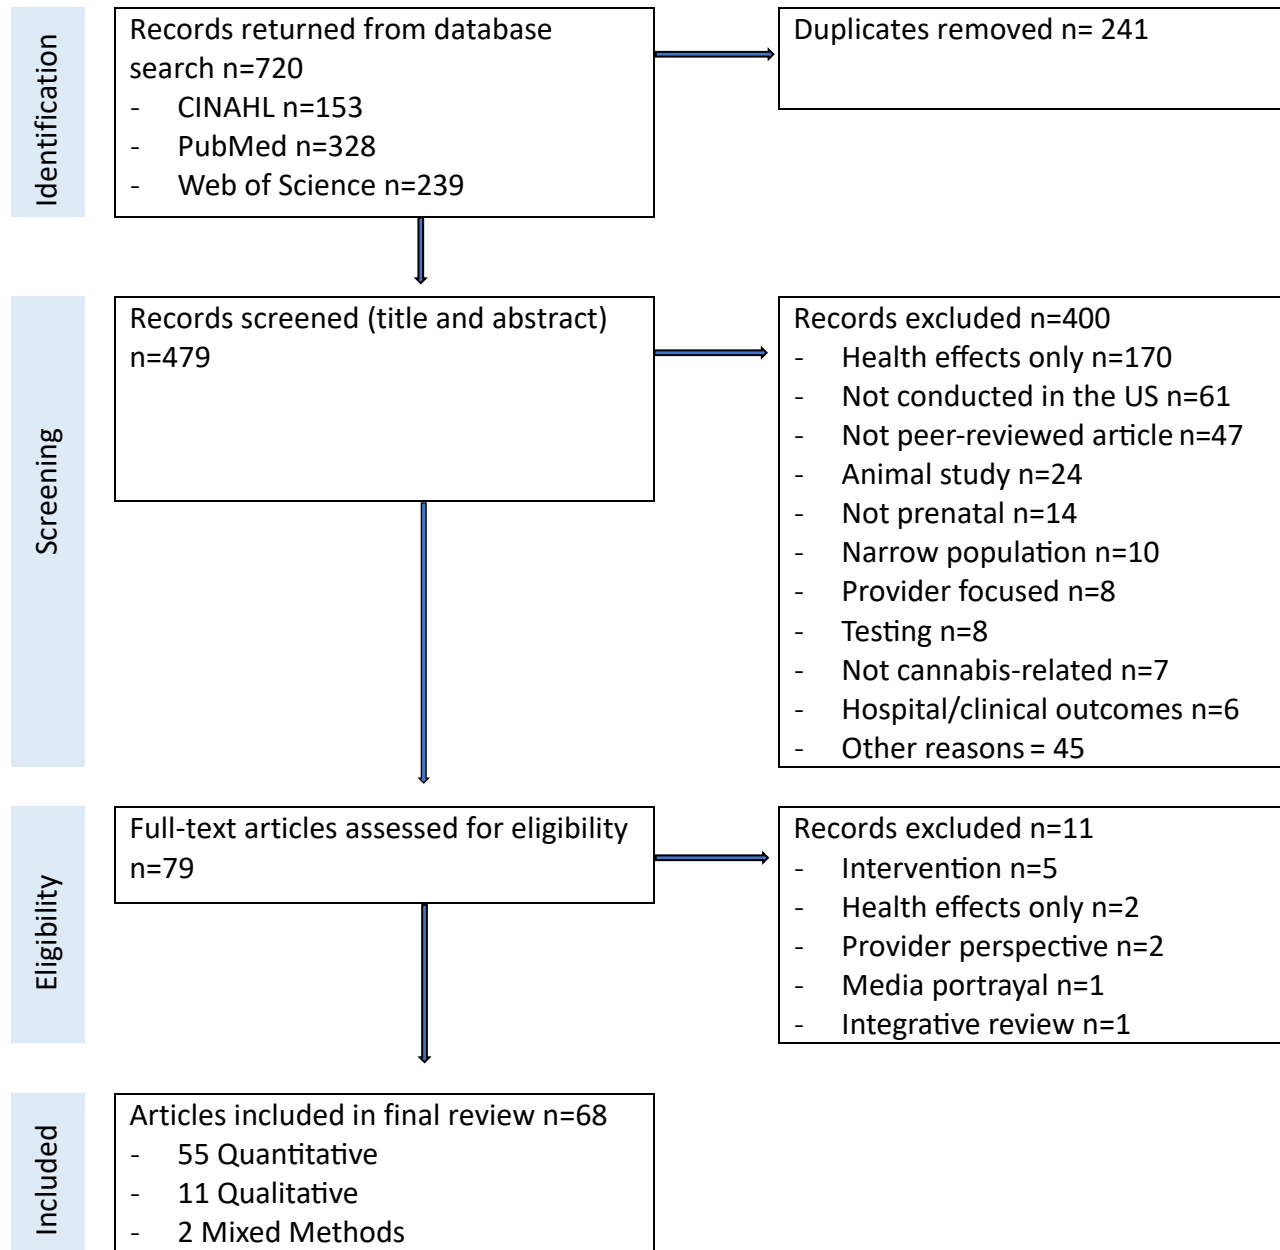 Identification
Records returned from database
search n=720
- CINAHL n=153
- PubMed n=328
- Web of Science n=239
Duplicates removed n= 241
Screening
Records screened (title and abstract)
n=479
Records excluded n=400
- Health effects only n=170
- Not conducted in the US n=61
- Not peer-reviewed article n=47
- Animal study n=24
- Not prenatal n=14
- Narrow population n=10
- Provider focused n=8
- Testing n=8
- Not cannabis-related n=7
- Hospital/clinical outcomes n=6
- Other reasons = 45
Eligibility
Full-text articles assessed for eligibility
n=79
Records excluded n=11
- Intervention n=5
- Health effects only n=2
- Provider perspective n=2
- Media portrayal n=1
- Integrative review n=1
Included
Articles included in final review n=68
- 55 Quantitative
- 11 Qualitative
- 2 Mixed Methods